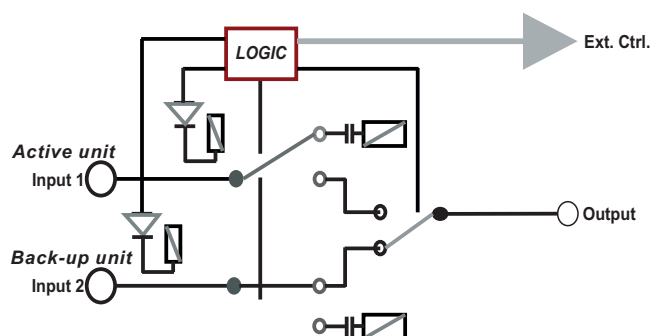 LOGIC
Ext. Ctrl.
Active unit
Input 1
Output
Back-up unit
Input 2